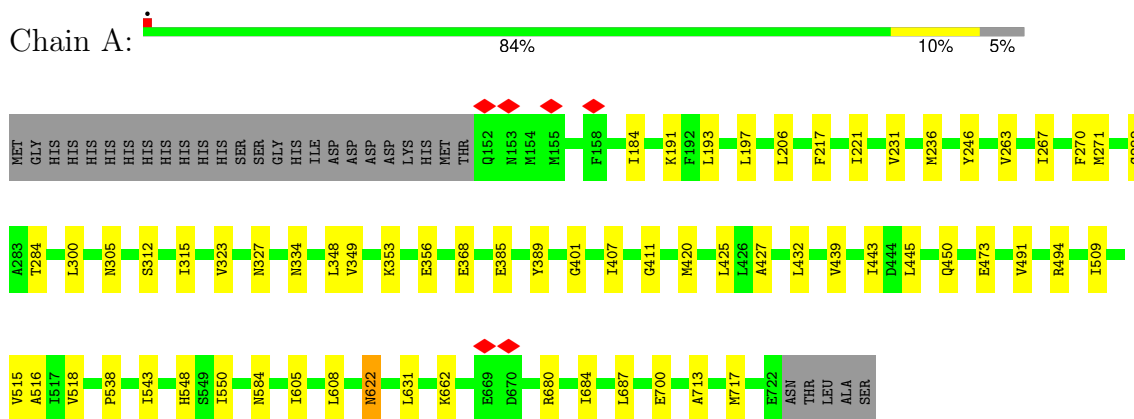 Chain A:
84% 10% 5%
MET GLY HIS HIS HIS HIS HIS HIS HIS HIS HIS HIS SER SER GLY HIS ILE ASP ASP ASP ASP LYS HIS MET THR Q152 N153 M154 M155 F158 I184 K191 F192 L193 L197 L206 F217 I221 V231 M236 Y246 V263 I267 F270 M271
A283 T284 L300 N305 S312 I315 V323 N327 N334 L348 V349 K353 E356 E368 E385 Y389 G401 I407 G411 M420 L425 L426 A427 L432 V439 I443 D444 L445 Q450 E473 V491 R494 I509
V515 A516 I517 V518 P538 I543 H548 S549 I550 N584 I605 L608 N622 L631 K662 E669 D670 R680 I684 L687 E700 A713 M717 E722 ASN THR LEU ALA SER